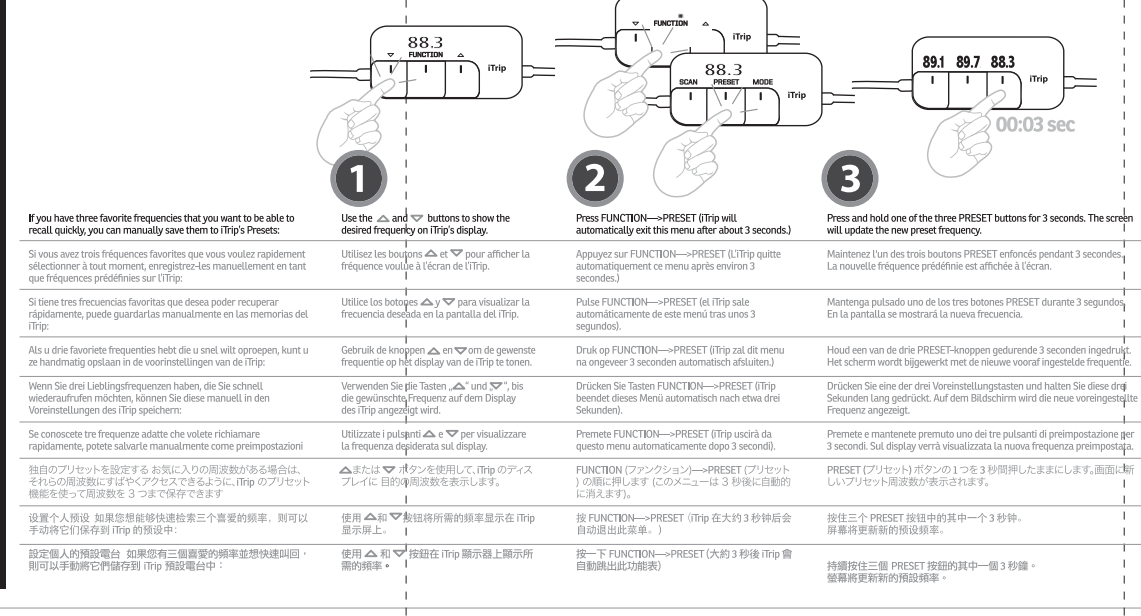 88.3
FUNCTION
iTrip
FUNCTION
iTrip
88.3
SCAN PRESET MODE
iTrip
89.1 89.7 88.3
iTrip
00:03 sec
1
2
3
If you have three favorite frequencies that you want to be able to
recall quickly, you can manually save them to iTrip's Presets:
Use the △ and ▽ buttons to show the
desired frequency on iTrip's display.
Press FUNCTION—>PRESET (iTrip will
automatically exit this menu after about 3 seconds.)
Press and hold one of the three PRESET buttons for 3 seconds. The screen
will update the new preset frequency.
Si vous avez trois fréquences favorites que vous voulez rapidement
sélectionner à tout moment, enregistrez-les manuellement en tant
que fréquences prédéfinies sur l'iTrip:
Utilisez les boutons △ et ▽ pour afficher la
fréquence voulue à l'écran de l'iTrip.
Appuyez sur FUNCTION—>PRESET (L'iTrip quitte
automatiquement ce menu après environ 3
secondes.)
Maintenez l'un des trois boutons PRESET enfoncés pendant 3 secondes.
La nouvelle fréquence prédéfinie est affichée à l'écran.
Si tiene tres frecuencias favoritas que desea poder recuperar
rápidamente, puede guardarlas manualmente en las memorias del
iTrip:
Utilice los botones △ y ▽ para visualizar la
frecuencia deseada en la pantalla del iTrip.
Pulse FUNCTION—>PRESET (el iTrip sale
automáticamente de este menú tras unos 3
segundos).
Mantenga pulsado uno de los tres botones PRESET durante 3 segundos.
En la pantalla se mostrará la nueva frecuencia.
Als u drie favoriete frequenties hebt die u snel wilt oproepen, kunt u
ze handmatig opslaan in de voorinstellingen van de iTrip:
Gebruik de knoppen △ en ▽ om de gewenste
frequentie op het display van de iTrip te tonen.
Druk op FUNCTION—>PRESET (iTrip zal dit menu
na ongeveer 3 seconden automatisch afsluiten.)
Houd een van de drie PRESET-knoppen gedurende 3 seconden ingedrukt.
Het scherm wordt bijgewerkt met de nieuwe vooraf ingestelde frequentie.
Wenn Sie drei Lieblingsfrequenzen haben, die Sie schnell
wiederaufrufen möchten, können Sie diese manuell in den
Voreinstellungen des iTrip speichern:
Verwenden Sie die Tasten „△" und „▽", bis
die gewünschte Frequenz auf dem Display
des iTrip angezeigt wird.
Drücken Sie Tasten FUNCTION—>PRESET (iTrip
beendet dieses Menü automatisch nach etwa drei
Sekunden).
Drücken Sie eine der drei Voreinstellungstasten und halten Sie diese drei
Sekunden lang gedrückt. Auf dem Bildschirm wird die neue voreingestellte
Frequenz angezeigt.
Se conoscete tre frequenze adatte che volete richiamare
rapidamente, potete salvarle manualmente come preimpostazioni
Utilizzate i pulsanti △ e ▽ per visualizzare
la frequenza desiderata sul display.
Premete FUNCTION—>PRESET (iTrip uscirà da
questo menu automaticamente dopo 3 secondi).
Premete e mantenete premuto uno dei tre pulsanti di preimpostazione per
3 secondi. Sul display verrà visualizzata la nuova frequenza preimpostata.
独自のプリセットを設定する お気に入りの周波数がある場合は、
それらの周波数にすばやくアクセスできるように、iTrip のプリセット
機能を使って周波数を 3 つまで保存できます
△または ▽ ボタンを使用して、iTrip のディス
プレイに 目的の周波数を表示します。
FUNCTION (ファンクション)—>PRESET (プリセット
) の順に押します (このメニューは 3 秒後に自動的
に消えます)。
PRESET (プリセット) ボタンの 1 つを 3 秒間押したままにします。画面に新
しいプリセット周波数が表示されます。
设置个人预设 如果您想能够快速检索三个喜爱的频率，则可以
手动将它们保存到 iTrip 的预设中:
使用 △和 ▽按钮将所需的频率显示在 iTrip
显示屏上。
按 FUNCTION—>PRESET (iTrip 在大约 3 秒钟后会
自动退出此菜单。)
按住三个 PRESET 按钮中的其中一个 3 秒钟。
屏幕将更新新的预设频率。
設定個人的預設電台 如果您有三個喜愛的頻率並想快速叫回，
則可以手動將它們儲存到 iTrip 預設電台中：
使用 △ 和 ▽ 按鈕在 iTrip 顯示器上顯示所
需的頻率。
按一下 FUNCTION—>PRESET (大約 3 秒後 iTrip 會
自動跳出此功能表)
持續按住三個 PRESET 按鈕的其中一個 3 秒鐘。
螢幕將更新新的預設頻率。